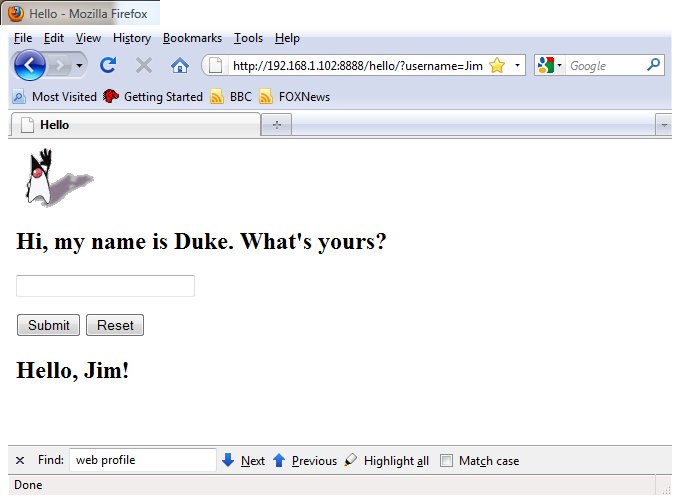 Hello - Mozilla Firefox
File Edit View History Bookmarks Tools Help
http://192.168.1.102:8888/hello/?username=Jim Google
Most Visited Getting Started BBC FOXNews
Hello
Hi, my name is Duke. What's yours?
Submit Reset
Hello, Jim!
Find: web profile Next Previous Highlight all Match case
Done